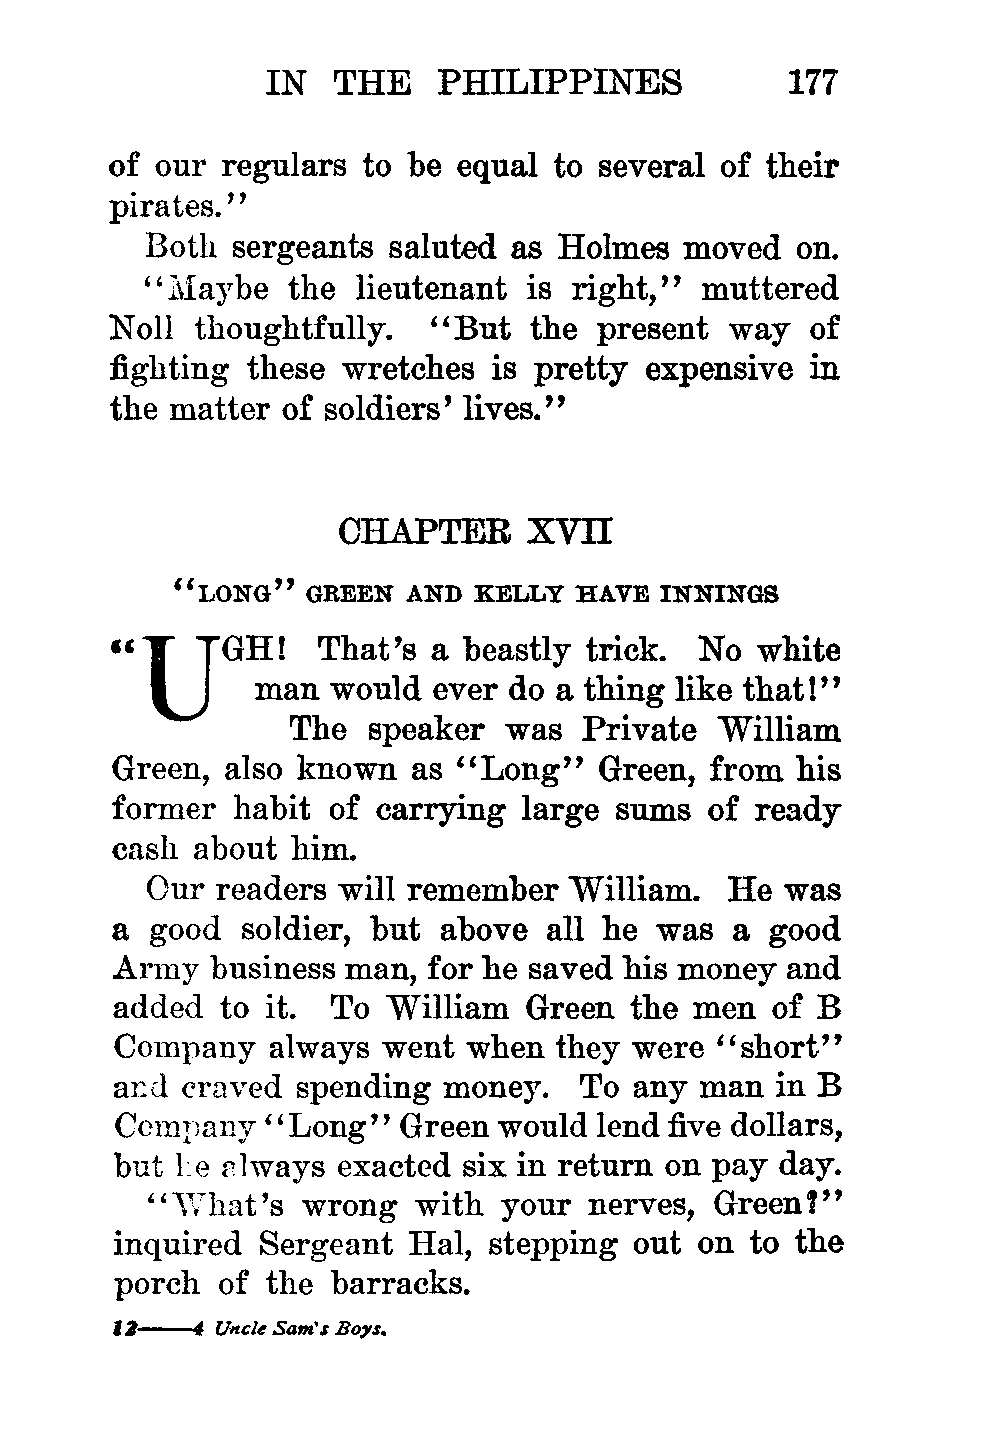 IN THE PHILIPPINES 177
of our regulars to be equal to several of their
pirates."
Both sergeants saluted as Holmes moved on.
"Maybe the lieutenant is right," muttered
Noll thoughtfully. "But the present way of
fighting these wretches is pretty expensive in
the matter of soldiers' lives."
CHAPTER XVII
"LONG" GREEN AND KELLY HAVE INNINGS
"UGH! That's a beastly trick. No white
man would ever do a thing like that!"
The speaker was Private William
Green, also known as "Long" Green, from his
former habit of carrying large sums of ready
cash about him.
Our readers will remember William. He was
a good soldier, but above all he was a good
Army business man, for he saved his money and
added to it. To William Green the men of B
Company always went when they were "short"
and craved spending money. To any man in B
Company "Long" Green would lend five dollars,
but he always exacted six in return on pay day.
"What's wrong with your nerves, Green?"
inquired Sergeant Hal, stepping out on to the
porch of the barracks.
12——4 Uncle Sam's Boys.